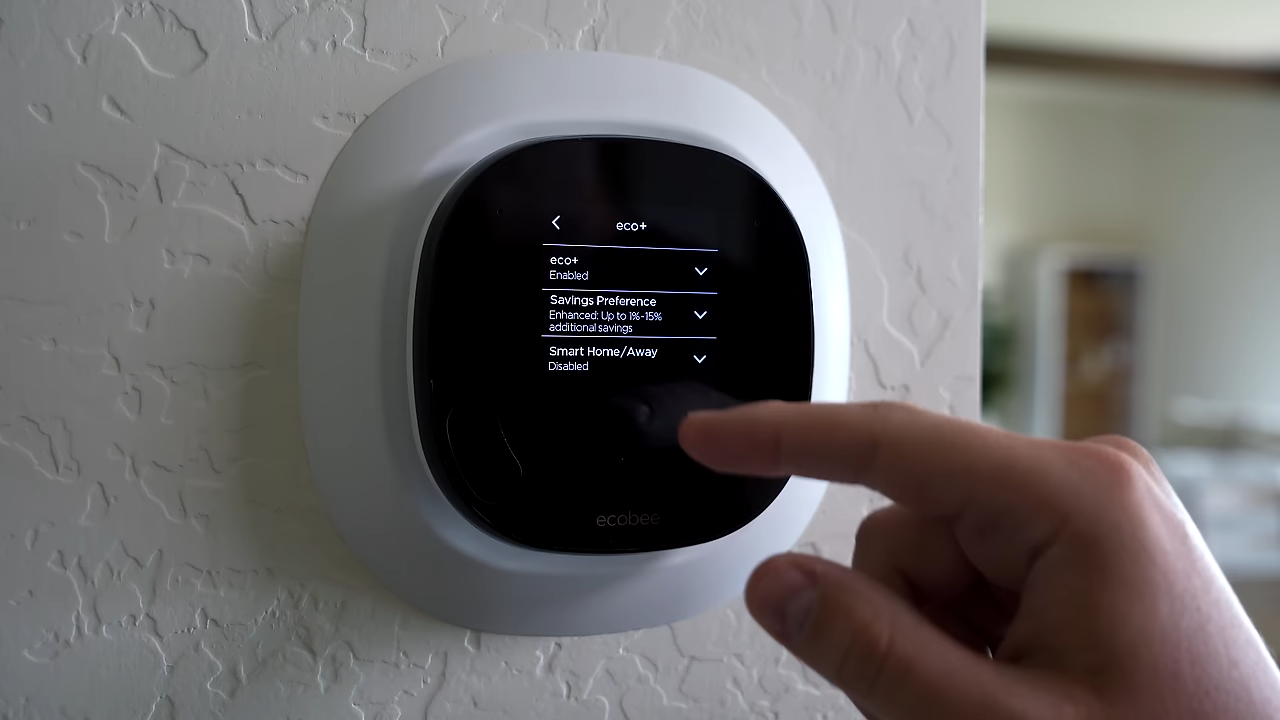 eco+
eco+
Enabled
Savings Preference
Enhanced: Up to 1%-15%
additional savings
Smart Home/Away
Disabled
ecobee